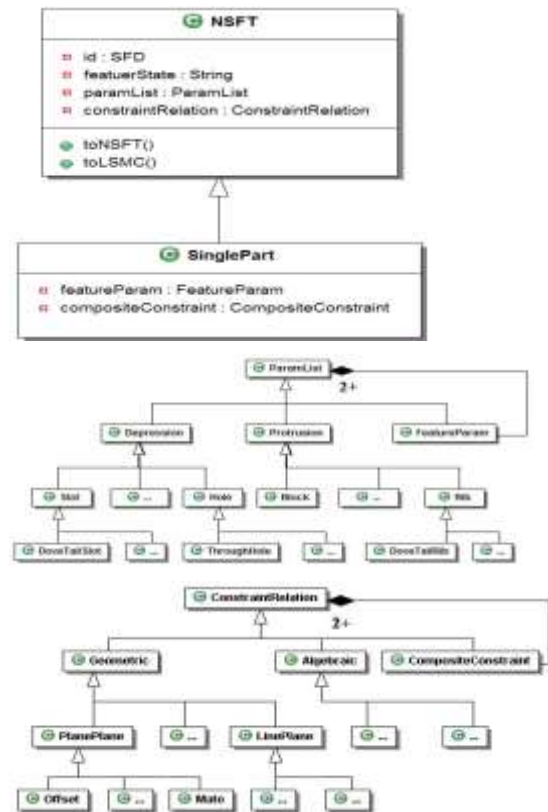 NSFT
id : SFD
featuerState : String
paramList : ParamList
constraintRelation : ConstraintRelation
toNSFT()
toLSMC()
SinglePart
featureParam : FeatureParam
compositeConstraint : CompositeConstraint
ParamList
2+
Depression Protrusion FeatureParam
Slot ... Hole Block ... Rib
DoveTailSlot ... ThroughHole ... DoveTailRib ...
ConstraintRelation
2+
Geometric Algebraic CompositeConstraint
PlanePlane ... LinePlane ... ...
Offset ... Mate ... ...